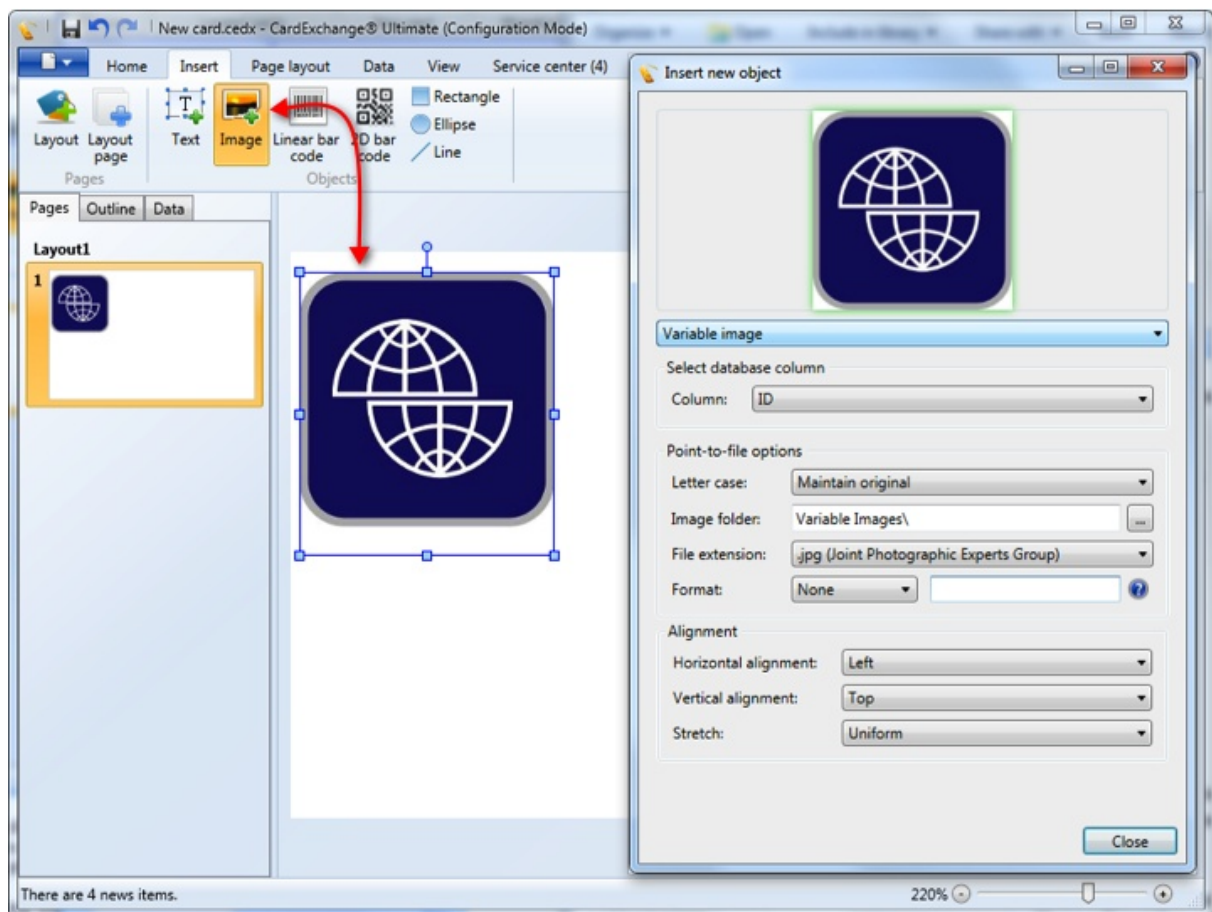 New card.cedx - CardExchange® Ultimate (Configuration Mode)
Home Insert Page layout Data View Service center (4)
Layout
Layout page
Text
Image
Linear bar code
2D bar code
Rectangle
Ellipse
Line
Pages
Objects
Pages Outline Data
Layout1
1
Insert new object
Variable image
Select database column
Column: ID
Point-to-file options
Letter case: Maintain original
Image folder: Variable Images\ ...
File extension: .jpg (Joint Photographic Experts Group)
Format: None
Alignment
Horizontal alignment: Left
Vertical alignment: Top
Stretch: Uniform
Close
There are 4 news items.
220%